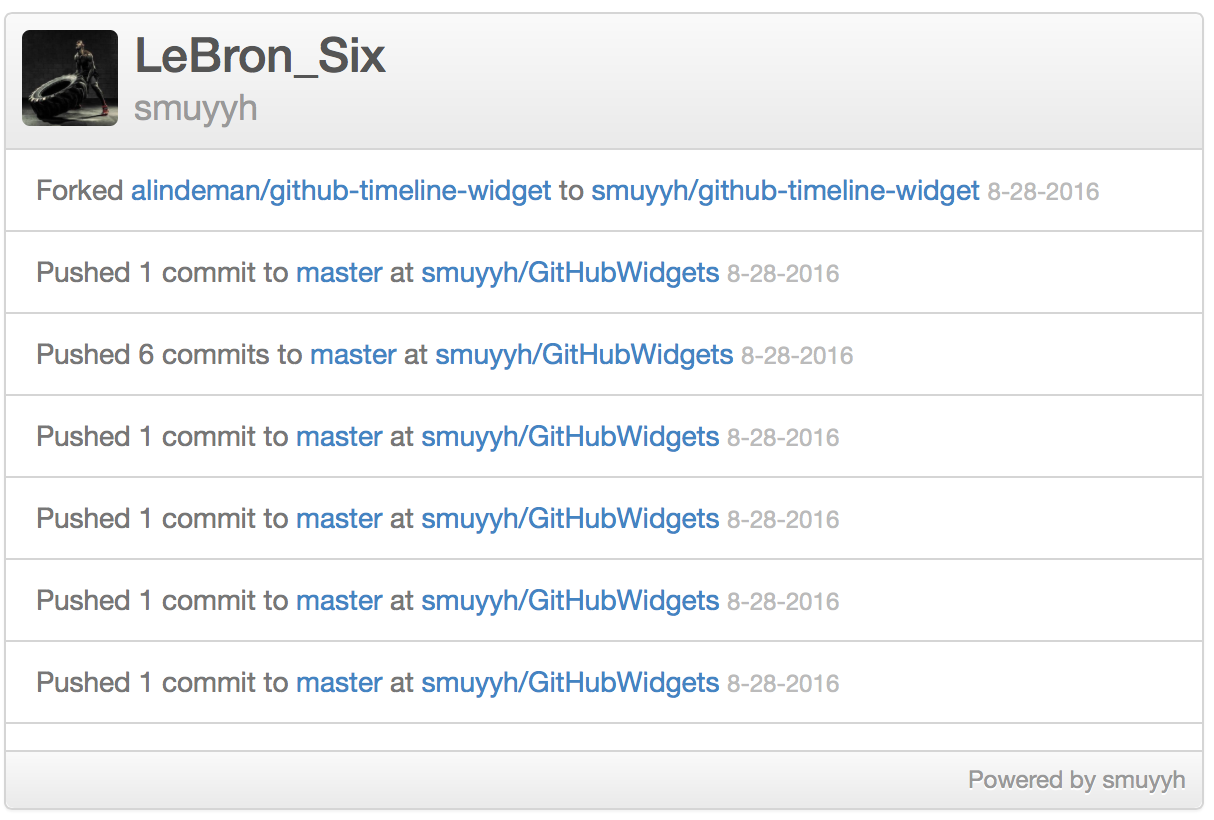 LeBron_Six
smuyyh
Forked alindeman/github-timeline-widget to smuyyh/github-timeline-widget 8-28-2016
Pushed 1 commit to master at smuyyh/GitHubWidgets 8-28-2016
Pushed 6 commits to master at smuyyh/GitHubWidgets 8-28-2016
Pushed 1 commit to master at smuyyh/GitHubWidgets 8-28-2016
Pushed 1 commit to master at smuyyh/GitHubWidgets 8-28-2016
Pushed 1 commit to master at smuyyh/GitHubWidgets 8-28-2016
Pushed 1 commit to master at smuyyh/GitHubWidgets 8-28-2016
Powered by smuyyh